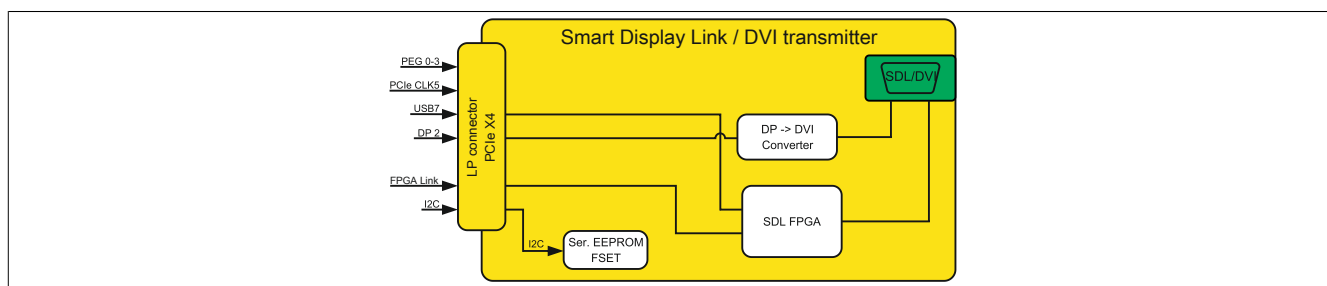 Smart Display Link / DVI transmitter
SDL/DVI
PEG 0-3
PCIe CLK5
USB7
DP 2
FPGA Link
I2C
LP connector
PCIe X4
DP -> DVI
Converter
SDL FPGA
I2C
Ser. EEPROM
FSET